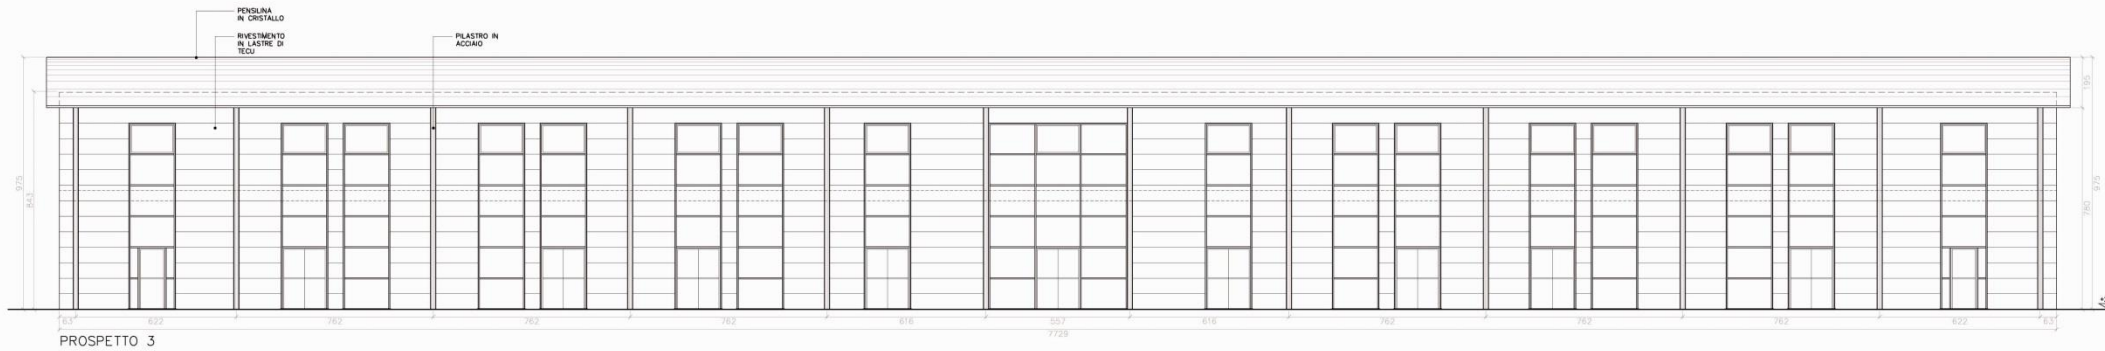 PENSILINA
IN CRISTALLO
RIVESTIMENTO
IN LASTRE DI
TECU
PILASTRO IN
ACCIAIO
975
843
195
780
975
63 622 762 762 762 616 557 616 762 762 762 622 63
7729
PROSPETTO 3